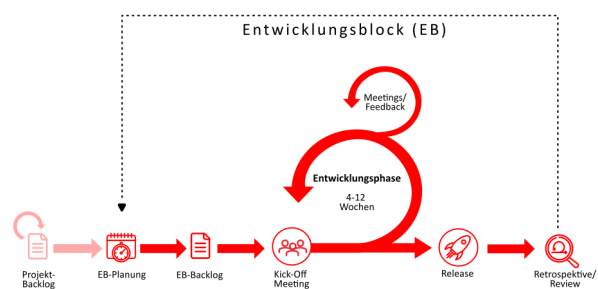 Entwicklungsblock (EB)
Meetings/
Feedback
Entwicklungsphase
4-12
Wochen
Projekt-
Backlog
EB-Planung
EB-Backlog
Kick-Off
Meeting
Release
Retrospektive/
Review